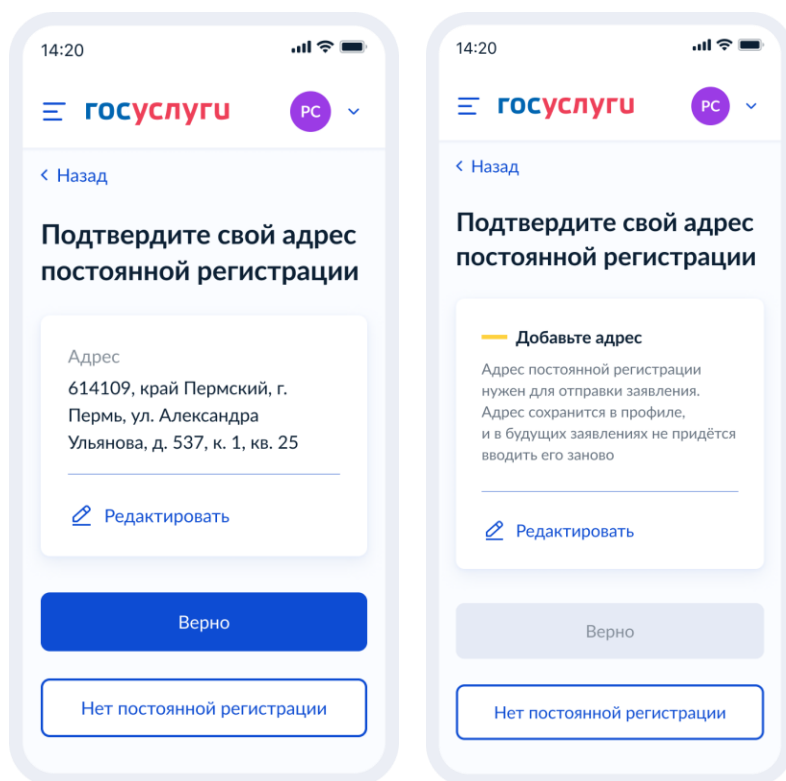 14:20
госуслуги
РС
Назад
Подтвердите свой адрес
постоянной регистрации
Адрес
614109, край Пермский, г.
Пермь, ул. Александра
Ульянова, д. 537, к. 1, кв. 25
Редактировать
Верно
Нет постоянной регистрации
14:20
госуслуги
РС
Назад
Подтвердите свой адрес
постоянной регистрации
Добавьте адрес
Адрес постоянной регистрации
нужен для отправки заявления.
Адрес сохранится в профиле,
и в будущих заявлениях не придётся
вводить его заново
Редактировать
Верно
Нет постоянной регистрации